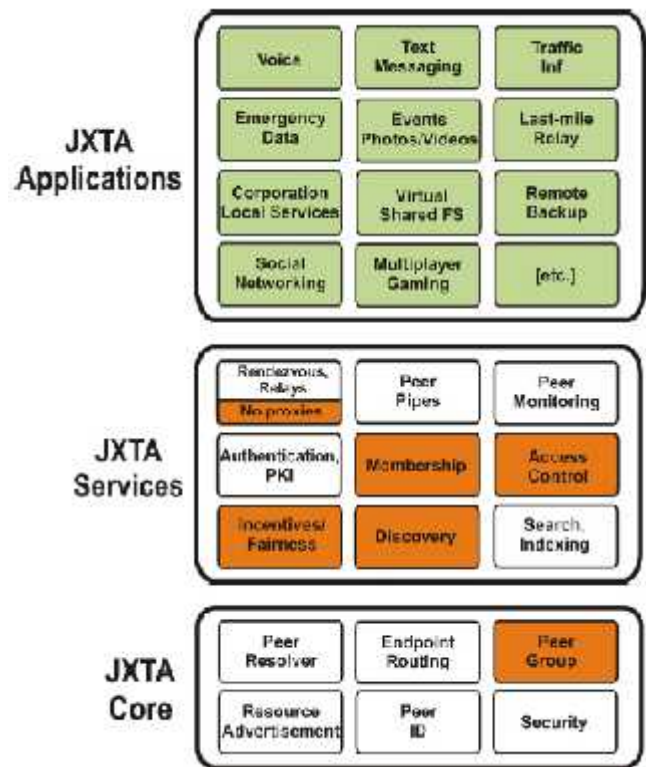 JXTA
Applications
Voice
Text
Messaging
Traffic
Inf
Emergency
Data
Events
Photos/Videos
Last-mile
Relay
Corporation
Local Services
Virtual
Shared FS
Remote
Backup
Social
Networking
Multiplayer
Gaming
[etc.]
JXTA
Services
Rendezvous,
Relays
No proxies
Peer
Pipes
Peer
Monitoring
Authentication,
PKI
Membership
Access
Control
Incentives/
Fairness
Discovery
Search,
Indexing
JXTA
Core
Peer
Resolver
Endpoint
Routing
Peer
Group
Resource
Advertisement
Peer
ID
Security